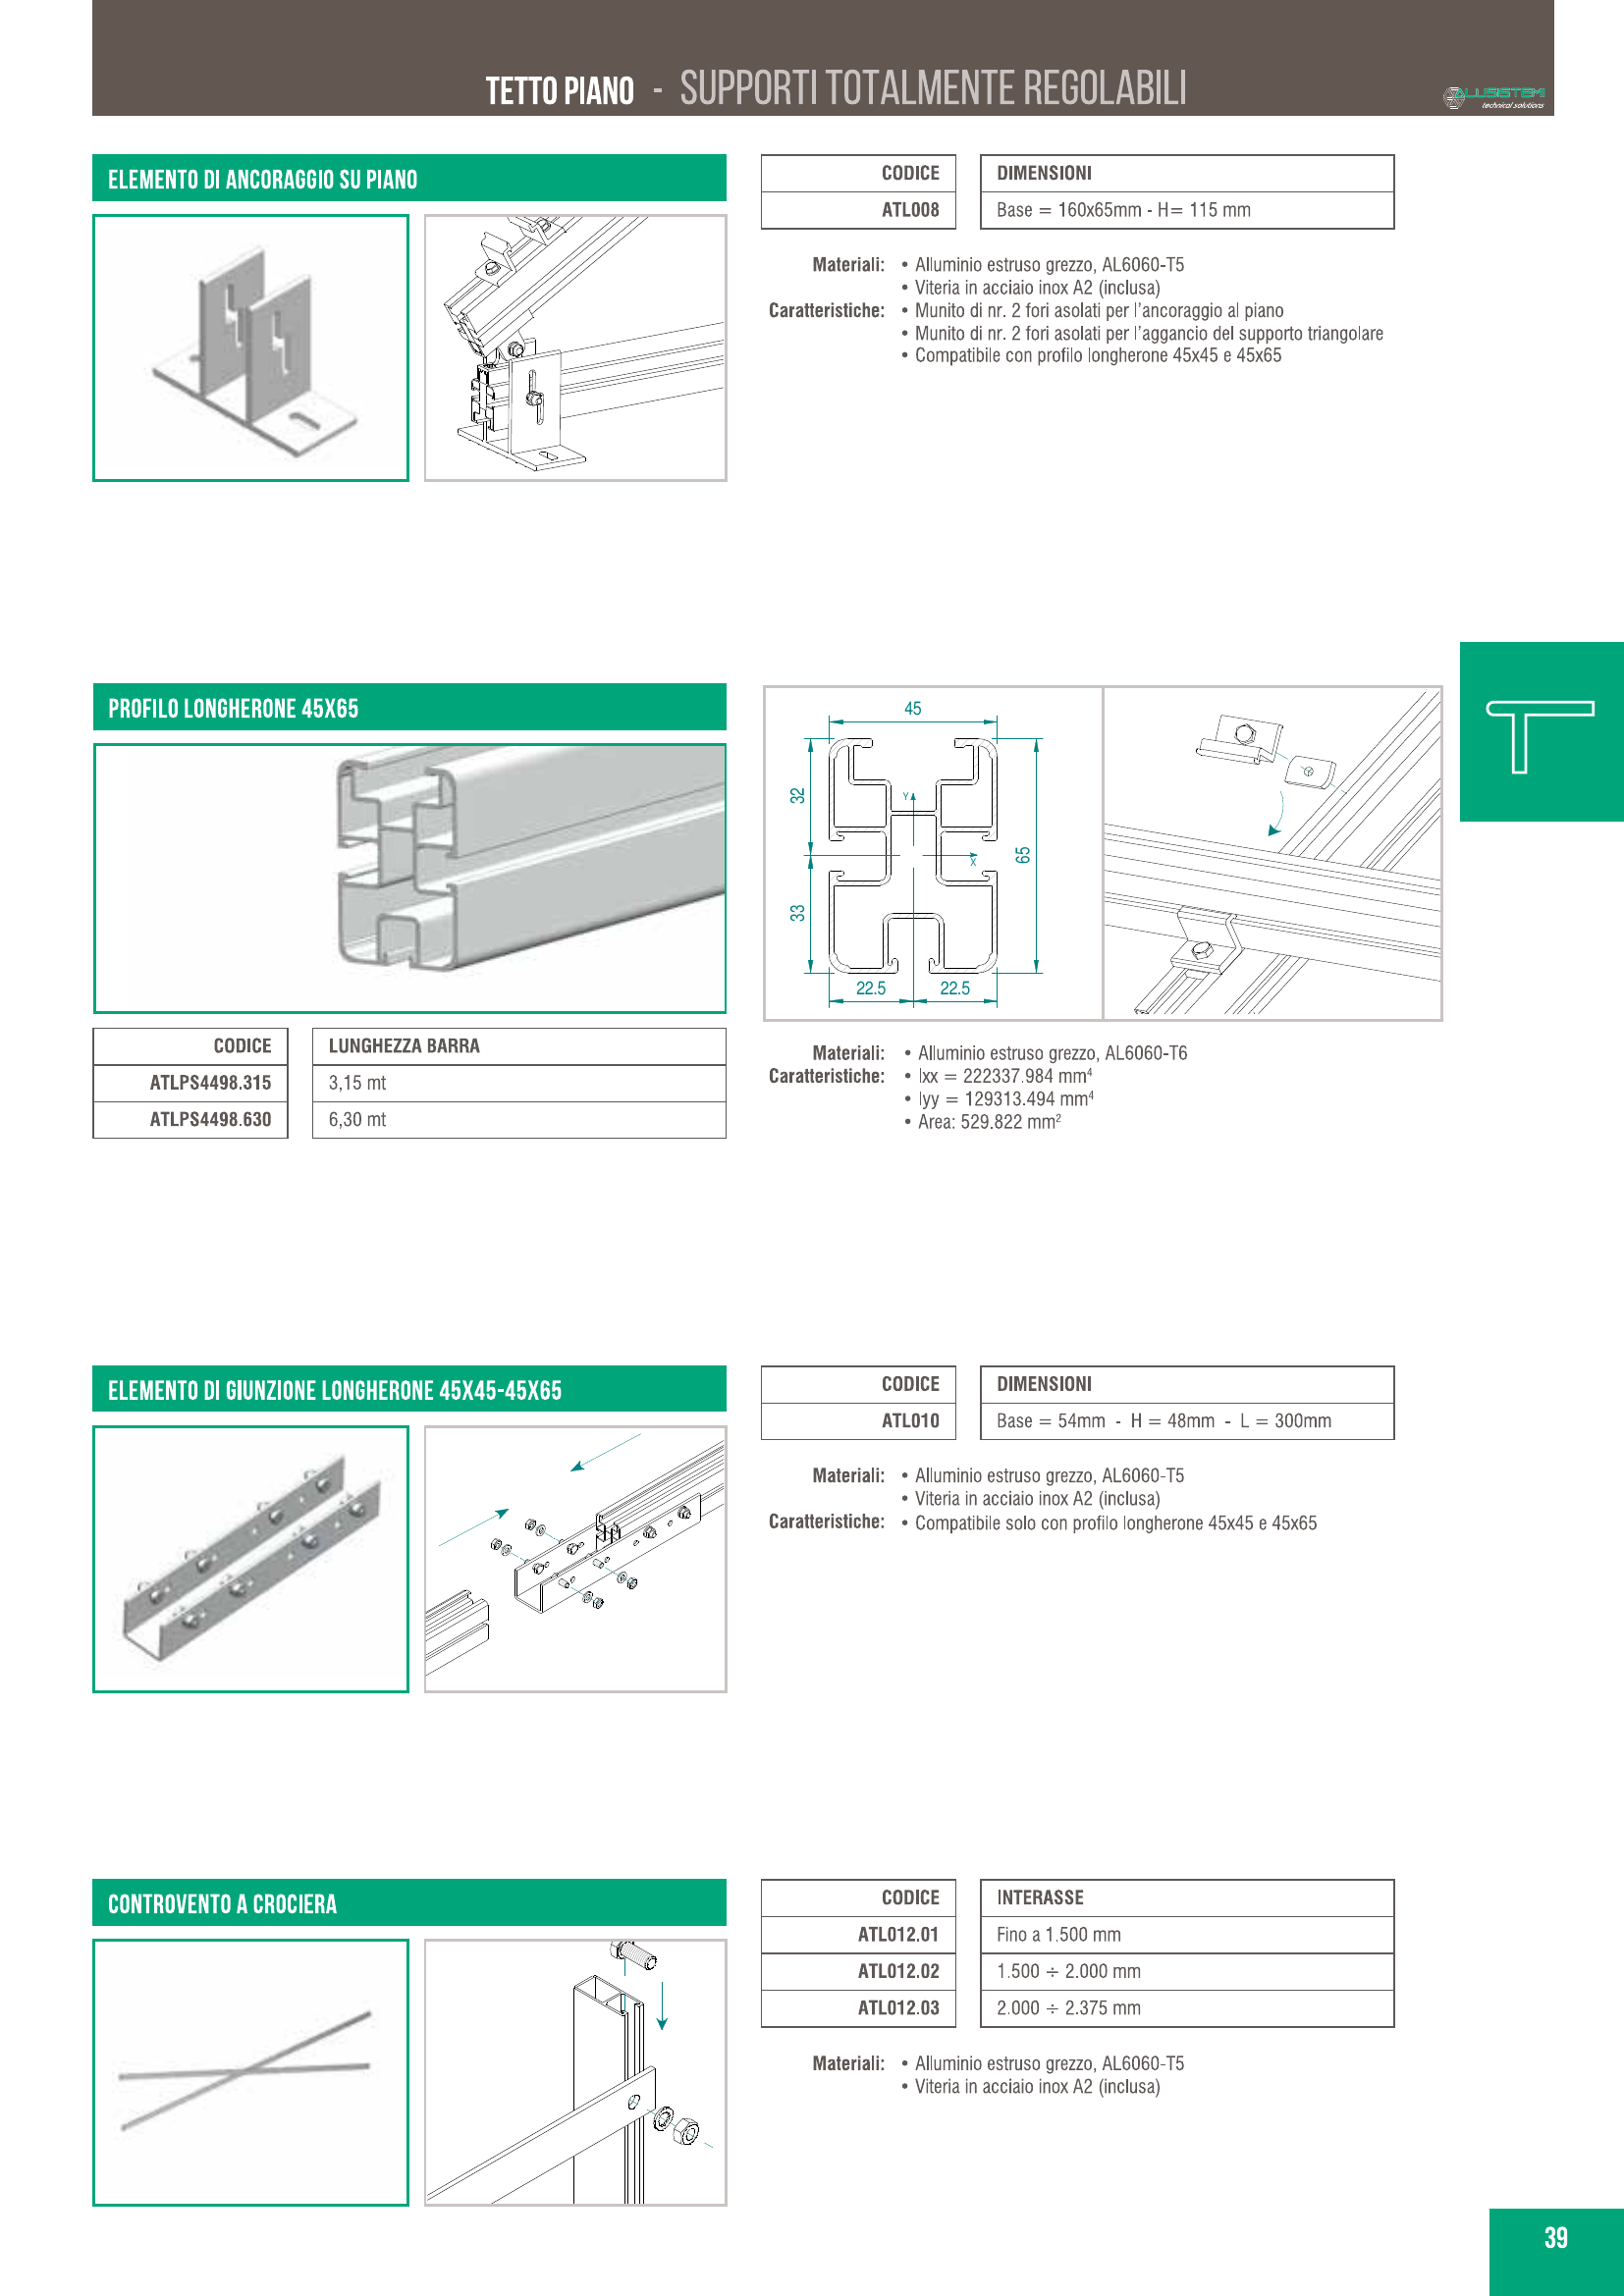 TETTO PIANO - SUPPORTI TOTALMENTE REGOLABILI
ALUSISTEMI
technical solutions
ELEMENTO DI ANCORAGGIO SU PIANO
CODICE DIMENSIONI
ATL008 Base = 160x65mm - H= 115 mm
Materiali: • Alluminio estruso grezzo, AL6060-T5
• Viteria in acciaio inox A2 (inclusa)
Caratteristiche: • Munito di nr. 2 fori asolati per l'ancoraggio al piano
• Munito di nr. 2 fori asolati per l'aggancio del supporto triangolare
• Compatibile con profilo longherone 45x45 e 45x65
PROFILO LONGHERONE 45X65
45
32
Y
X
65
33
22.5 22.5
CODICE LUNGHEZZA BARRA
ATLPS4498.315 3,15 mt
ATLPS4498.630 6,30 mt
Materiali: • Alluminio estruso grezzo, AL6060-T6
Caratteristiche: • Ixx = 222337.984 mm⁴
• Iyy = 129313.494 mm⁴
• Area: 529.822 mm²
ELEMENTO DI GIUNZIONE LONGHERONE 45X45-45X65
CODICE DIMENSIONI
ATL010 Base = 54mm - H = 48mm - L = 300mm
Materiali: • Alluminio estruso grezzo, AL6060-T5
• Viteria in acciaio inox A2 (inclusa)
Caratteristiche: • Compatibile solo con profilo longherone 45x45 e 45x65
CONTROVENTO A CROCIERA
CODICE INTERASSE
ATL012.01 Fino a 1.500 mm
ATL012.02 1.500 ÷ 2.000 mm
ATL012.03 2.000 ÷ 2.375 mm
Materiali: • Alluminio estruso grezzo, AL6060-T5
• Viteria in acciaio inox A2 (inclusa)
39